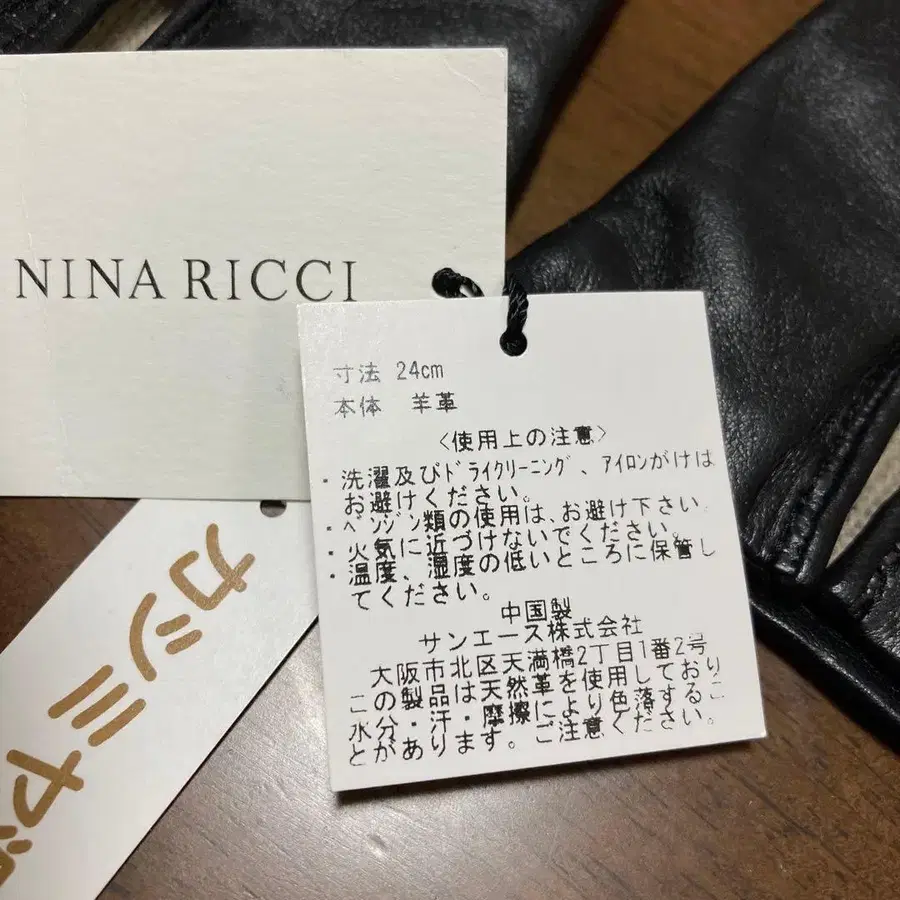 NINA RICCI
寸法 24cm
本体 羊革
<使用上の注意>
・洗濯及びﾄﾞﾗｲｸﾘｰﾆﾝｸﾞ、ｱｲﾛﾝがけは
お避けください。
・ﾍﾞﾝｼﾞﾝ類の使用は、お避け下さい。
・火気に近づけないでください。
・温度、湿度の低いところに保管し
てください。
中国製
サンエース株式会社
大阪市北区天満橋2丁目1番2号
この製品は天然革を使用しており
水分・汗・摩擦により色落するこ
とがあります。ご注意ください。
カシミヤ